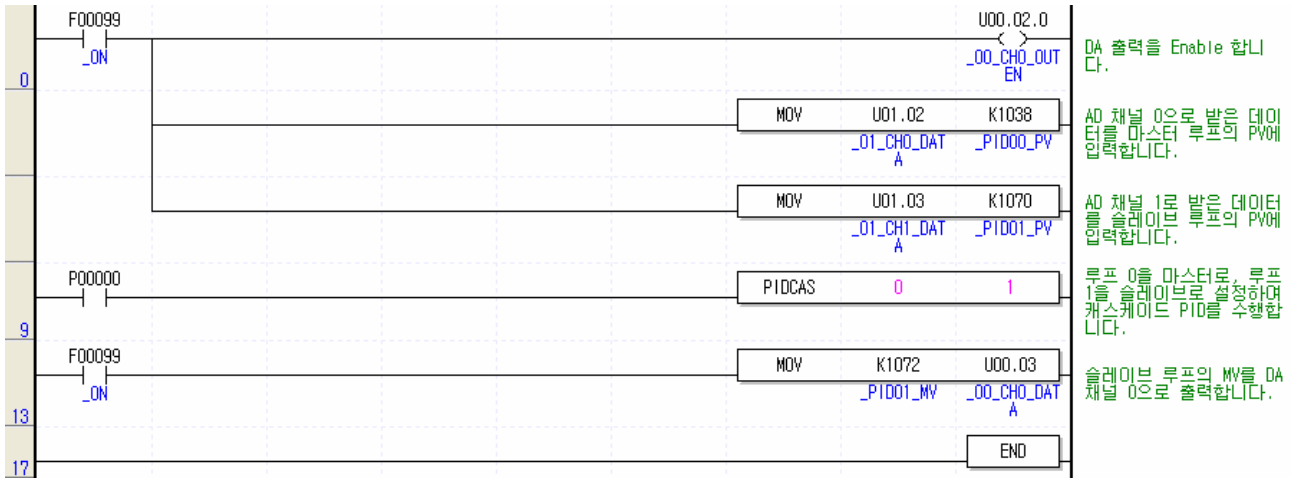 F00099
U00.02.0
_ON
_00_CH0_OUT
EN
DA 출력을 Enable 합니
다.
0
MOV U01.02 K1038
_01_CH0_DAT
A
_PID00_PV
AD 채널 0으로 받은 데이
터를 마스터 루프의 PV에
입력합니다.
MOV U01.03 K1070
_01_CH1_DAT
A
_PID01_PV
AD 채널 1로 받은 데이터
를 슬레이브 루프의 PV에
입력합니다.
P00000
PIDCAS 0 1
루프 0을 마스터로, 루프
1을 슬레이브로 설정하여
캐스케이드 PID를 수행합
니다.
9
F00099
_ON
MOV K1072 U00.03
_PID01_MV
_00_CH0_DAT
A
슬레이브 루프의 MV를 DA
채널 0으로 출력합니다.
13
END
17